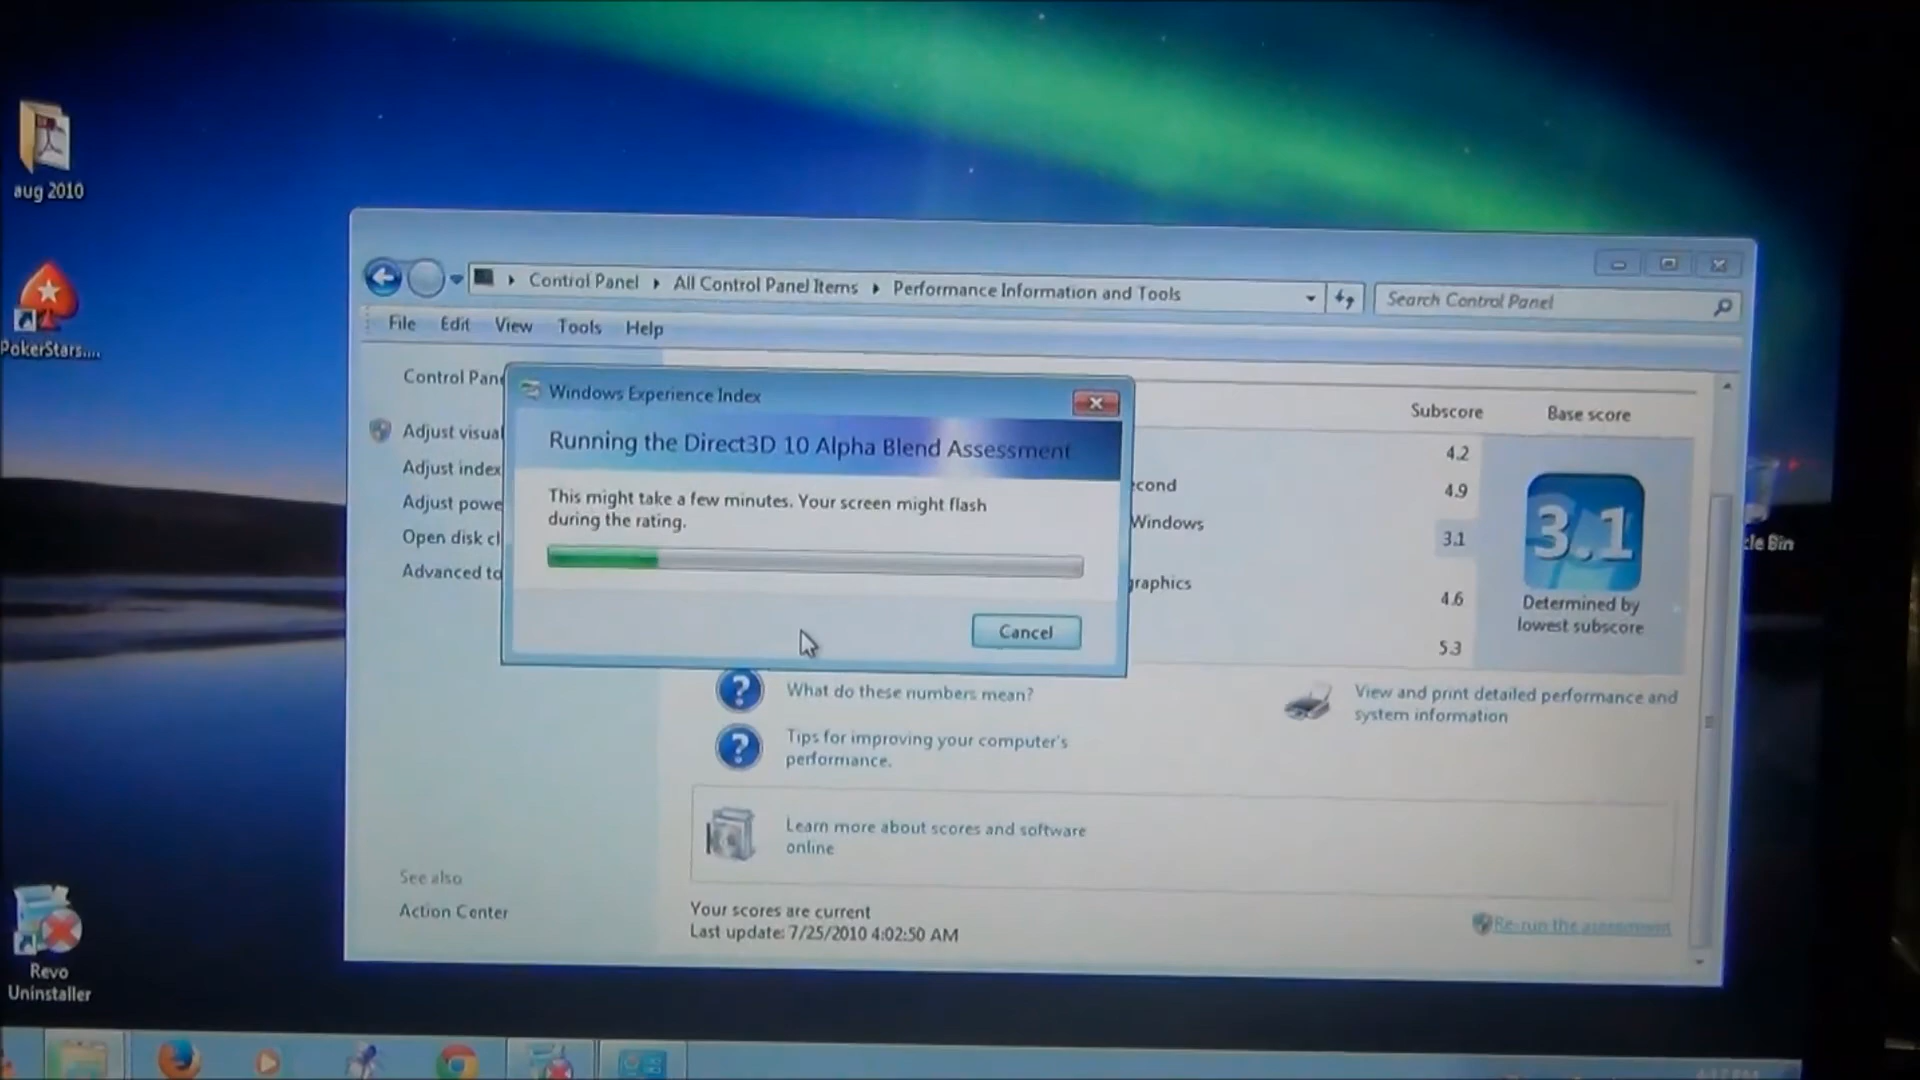 aug 2010
PokerStars....
Revo
Uninstaller
Control Panel
All Control Panel Items
Performance Information and Tools
Search Control Panel
File Edit View Tools Help
Control Pane
Adjust visual
Adjust index
Adjust powe
Open disk cl
Advanced to
See also
Action Center
Windows Experience Index
Running the Direct3D 10 Alpha Blend Assessment
This might take a few minutes. Your screen might flash
during the rating.
Cancel
Subscore Base score
4.2
econd 4.9
Windows 3.1
graphics 4.6
5.3
3.1
Determined by
lowest subscore
What do these numbers mean?
Tips for improving your computer's
performance.
View and print detailed performance and
system information
Learn more about scores and software
online
Your scores are current
Last update: 7/25/2010 4:02:50 AM
Re-run the assessment
cle Bin